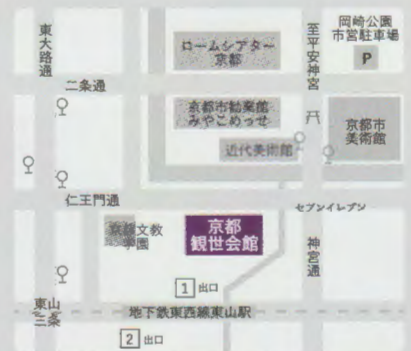 東大路通
ロームシアター
京都
至平安神宮
岡崎公園
市営駐車場
P
二条通
京都市勧業館
みやこめっせ
京都市
美術館
近代美術館
仁王門通
セブンイレブン
京都文教
学園
京都
観世会館
神宮通
1 出口
東山
三条
地下鉄東西線東山駅
2 出口